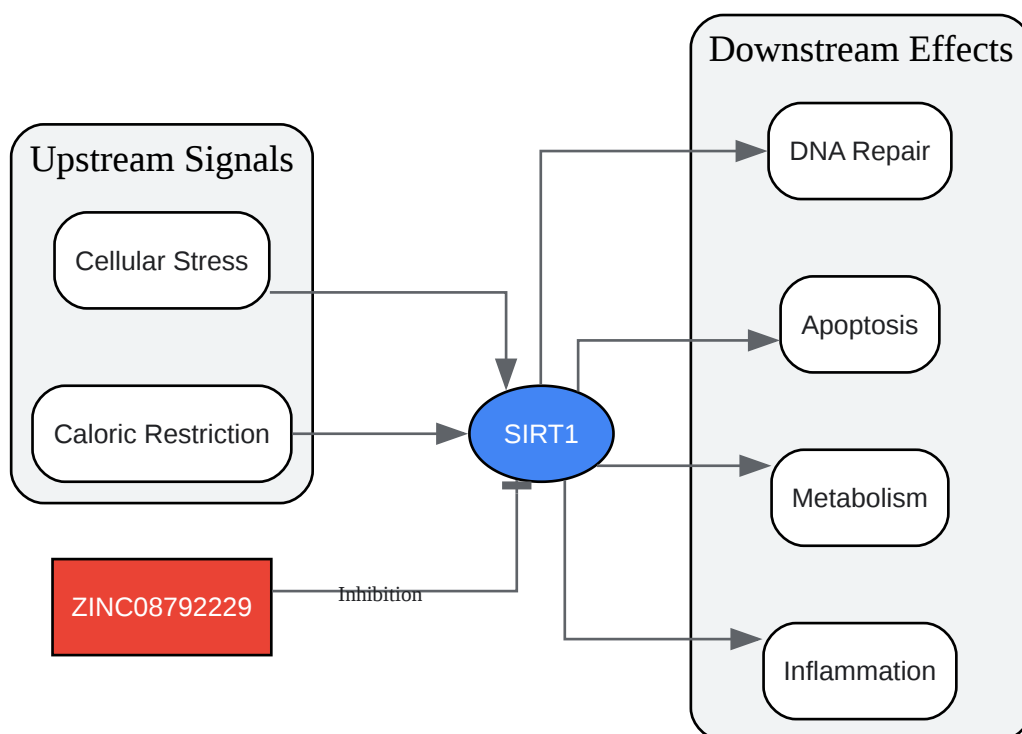 Upstream Signals
Cellular Stress
Caloric Restriction
ZINC08792229
Inhibition
SIRT1
Downstream Effects
DNA Repair
Apoptosis
Metabolism
Inflammation